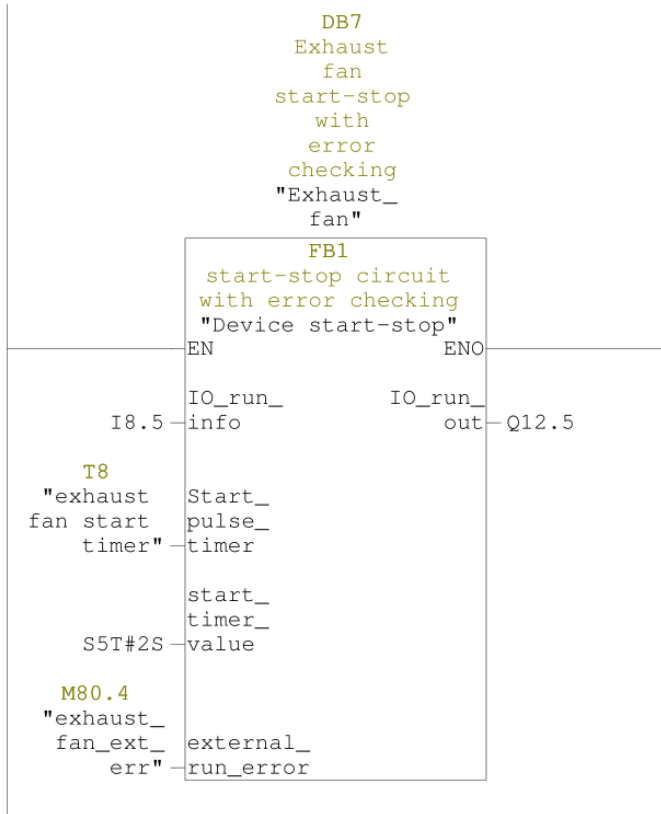 DB7
Exhaust
fan
start-stop
with
error
checking
"Exhaust_
fan"
FB1
start-stop circuit
with error checking
"Device start-stop"
EN ENO
IO_run_ IO_run_
I8.5 info out Q12.5
T8
"exhaust Start_
fan start pulse_
timer" timer
start_
timer_
S5T#2S value
M80.4
"exhaust_
fan_ext_ external_
err" run_error